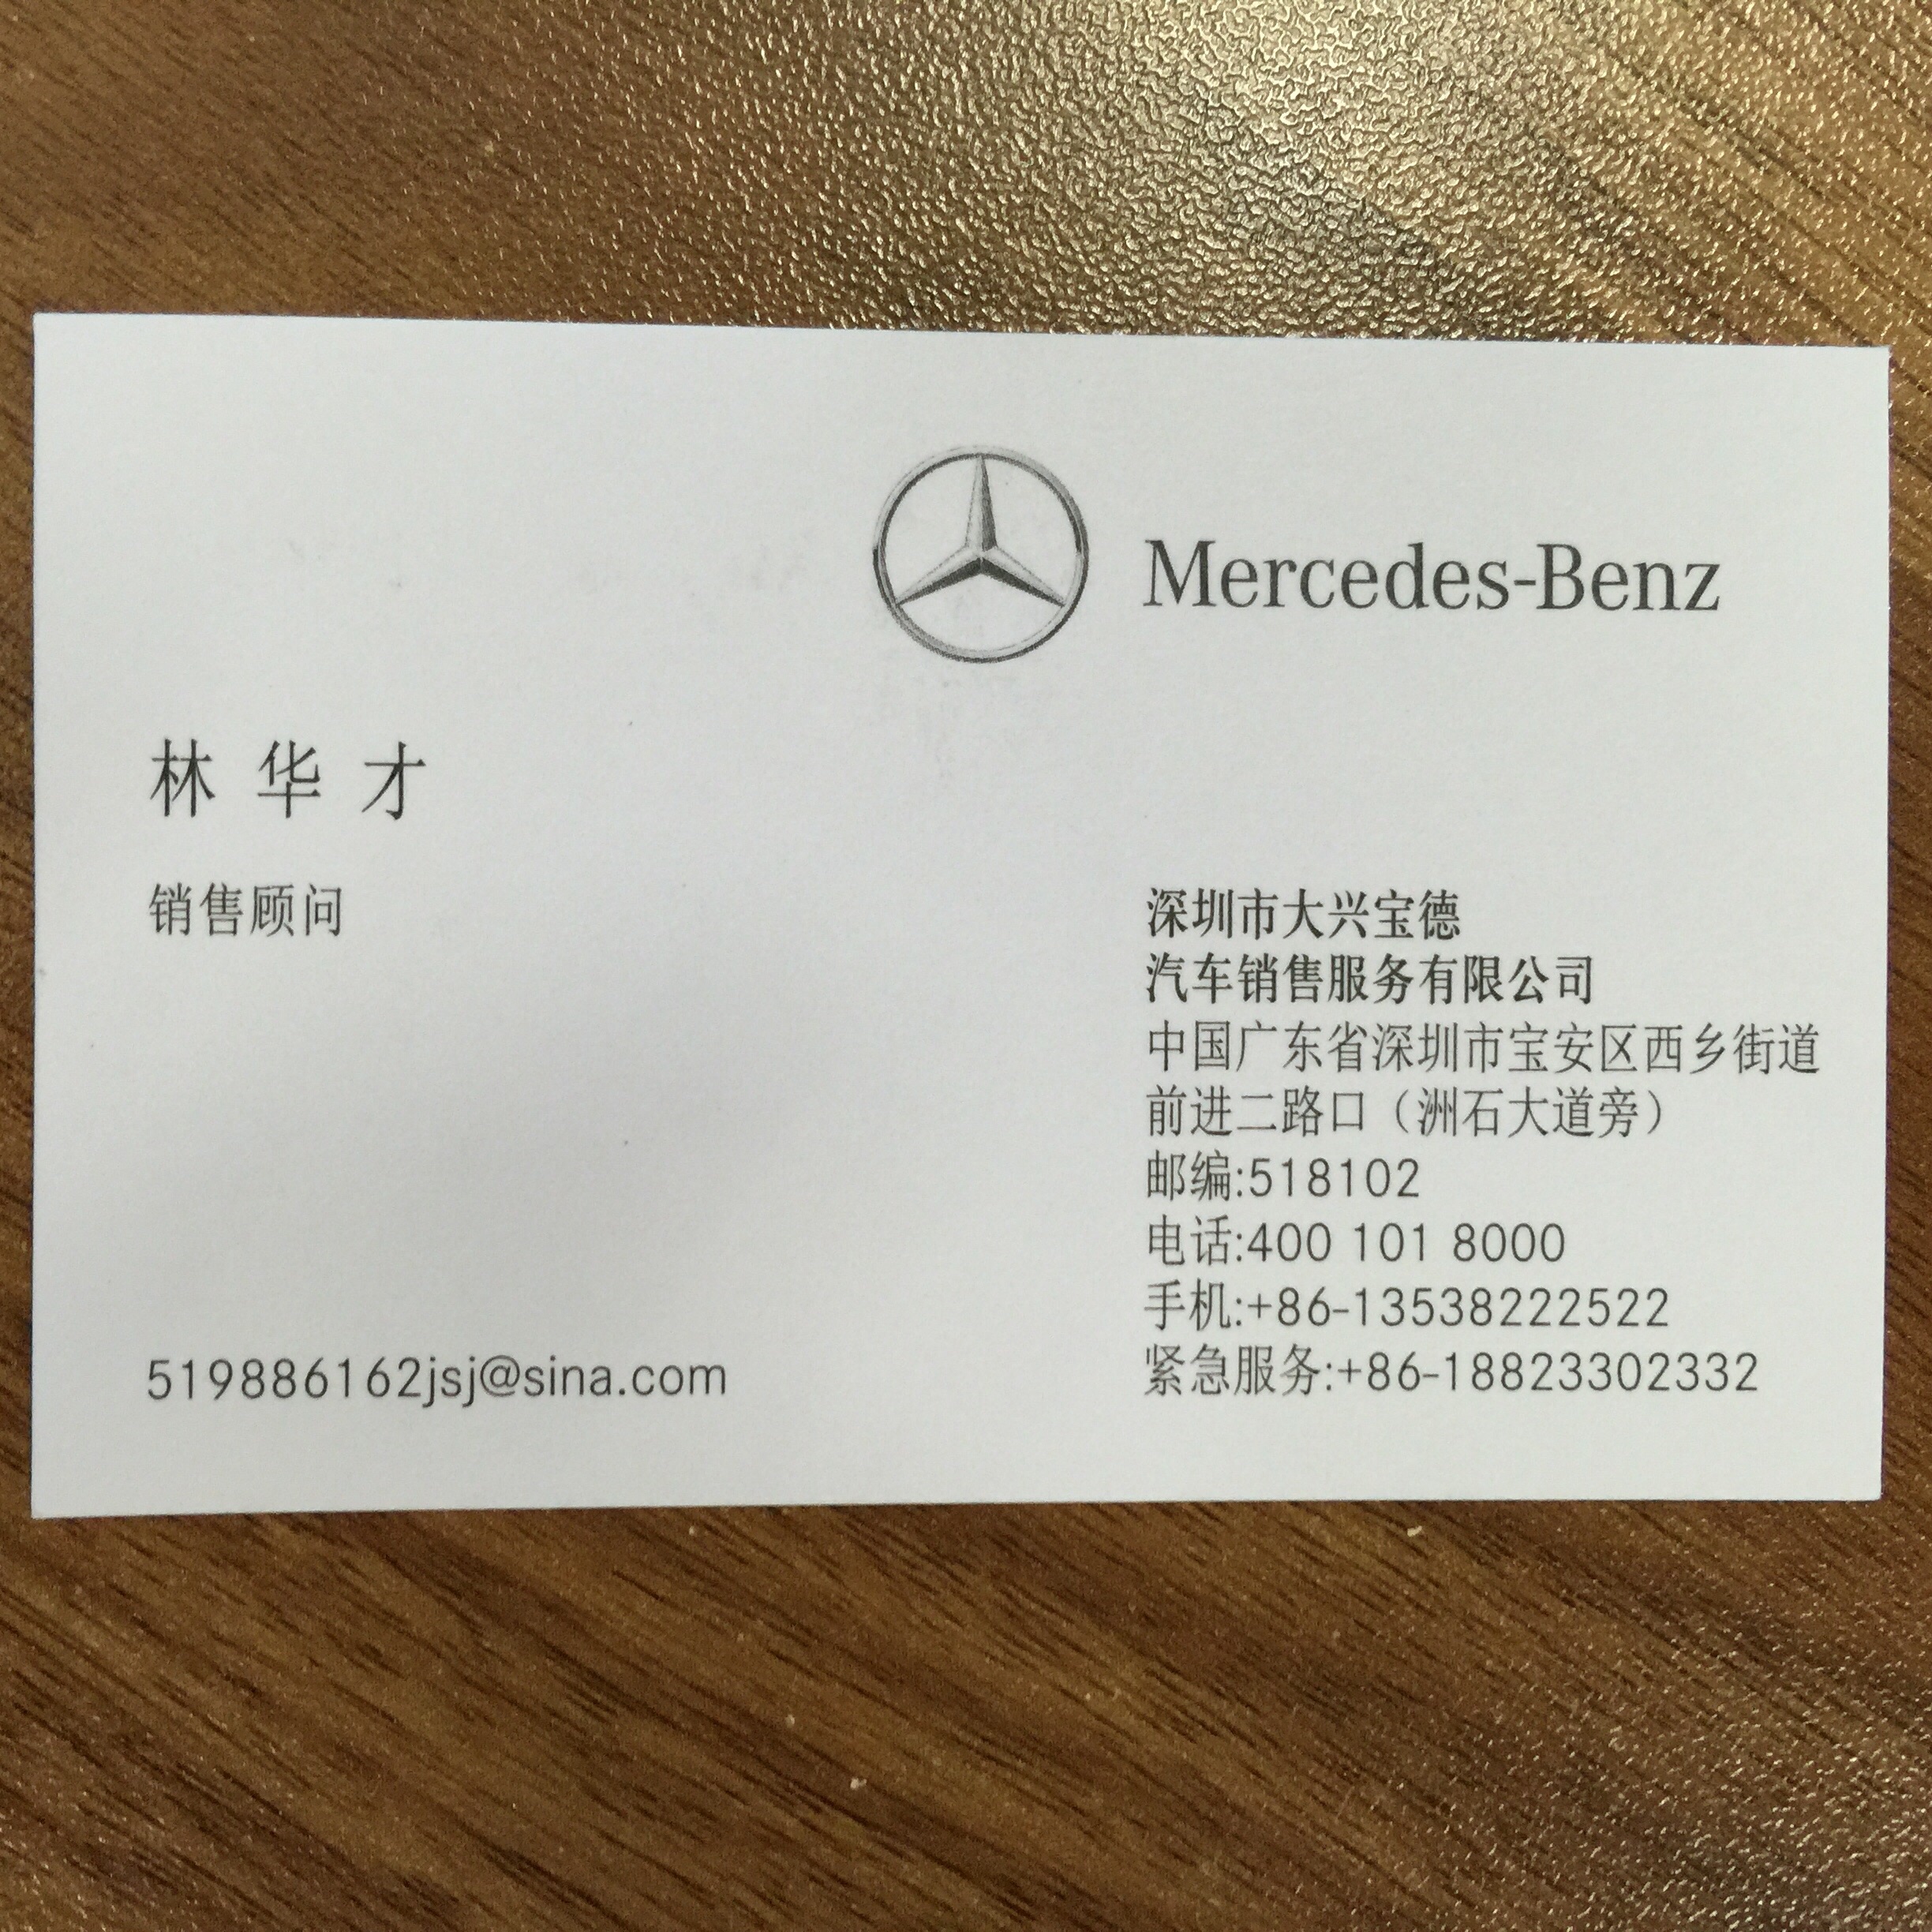 Mercedes-Benz
林华才
销售顾问
深圳市大兴宝德
汽车销售服务有限公司
中国广东省深圳市宝安区西乡街道
前进二路口（洲石大道旁）
邮编:518102
电话:400 101 8000
手机:+86-13538222522
紧急服务:+86-18823302332
519886162jsj@sina.com